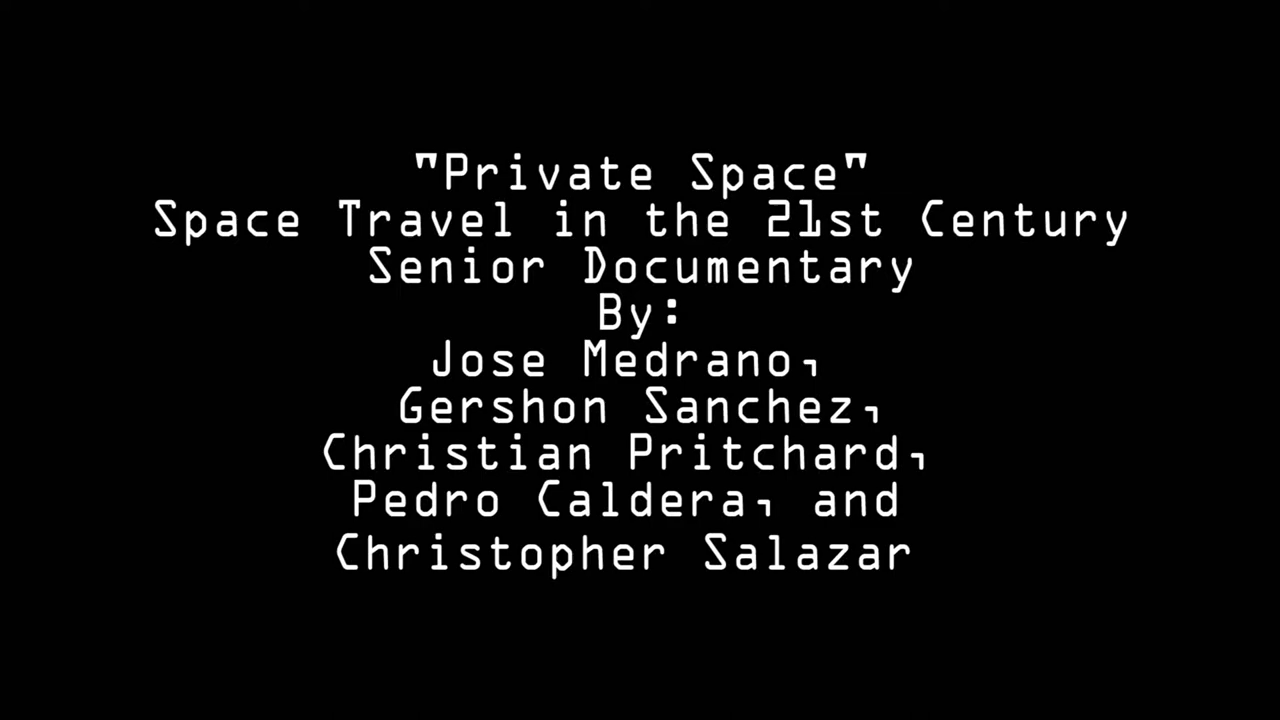 "Private Space"
Space Travel in the 21st Century
Senior Documentary
By:
Jose Medrano,
Gershon Sanchez,
Christian Pritchard,
Pedro Caldera, and
Christopher Salazar